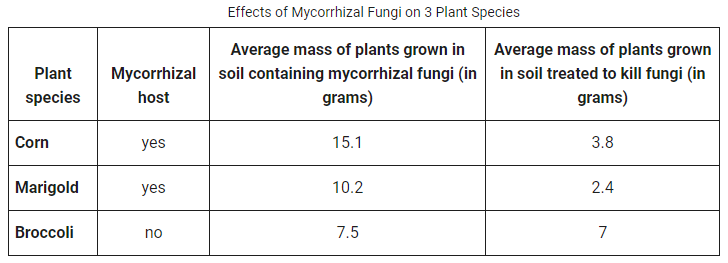 Effects of Mycorrhizal Fungi on 3 Plant Species
Plant
species
Mycorrhizal
host
Average mass of plants grown in
soil containing mycorrhizal fungi (in
grams)
Average mass of plants grown
in soil treated to kill fungi (in
grams)
Corn yes 15.1 3.8
Marigold yes 10.2 2.4
Broccoli no 7.5 7